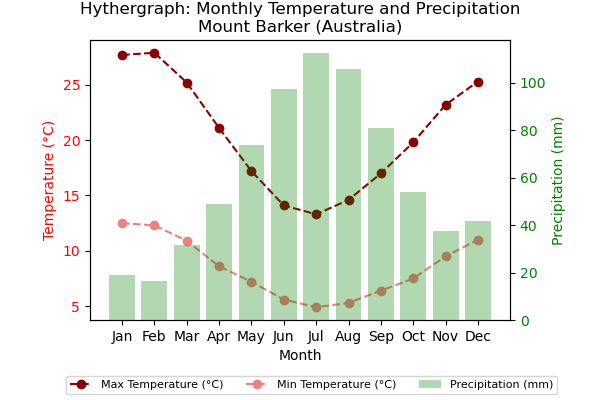 Hythergraph: Monthly Temperature and Precipitation
Mount Barker (Australia)
Temperature (°C)
25
20
15
10
5
Precipitation (mm)
100
80
60
40
20
0
Jan Feb Mar Apr May Jun Jul Aug Sep Oct Nov Dec
Month
Max Temperature (°C) Min Temperature (°C) Precipitation (mm)